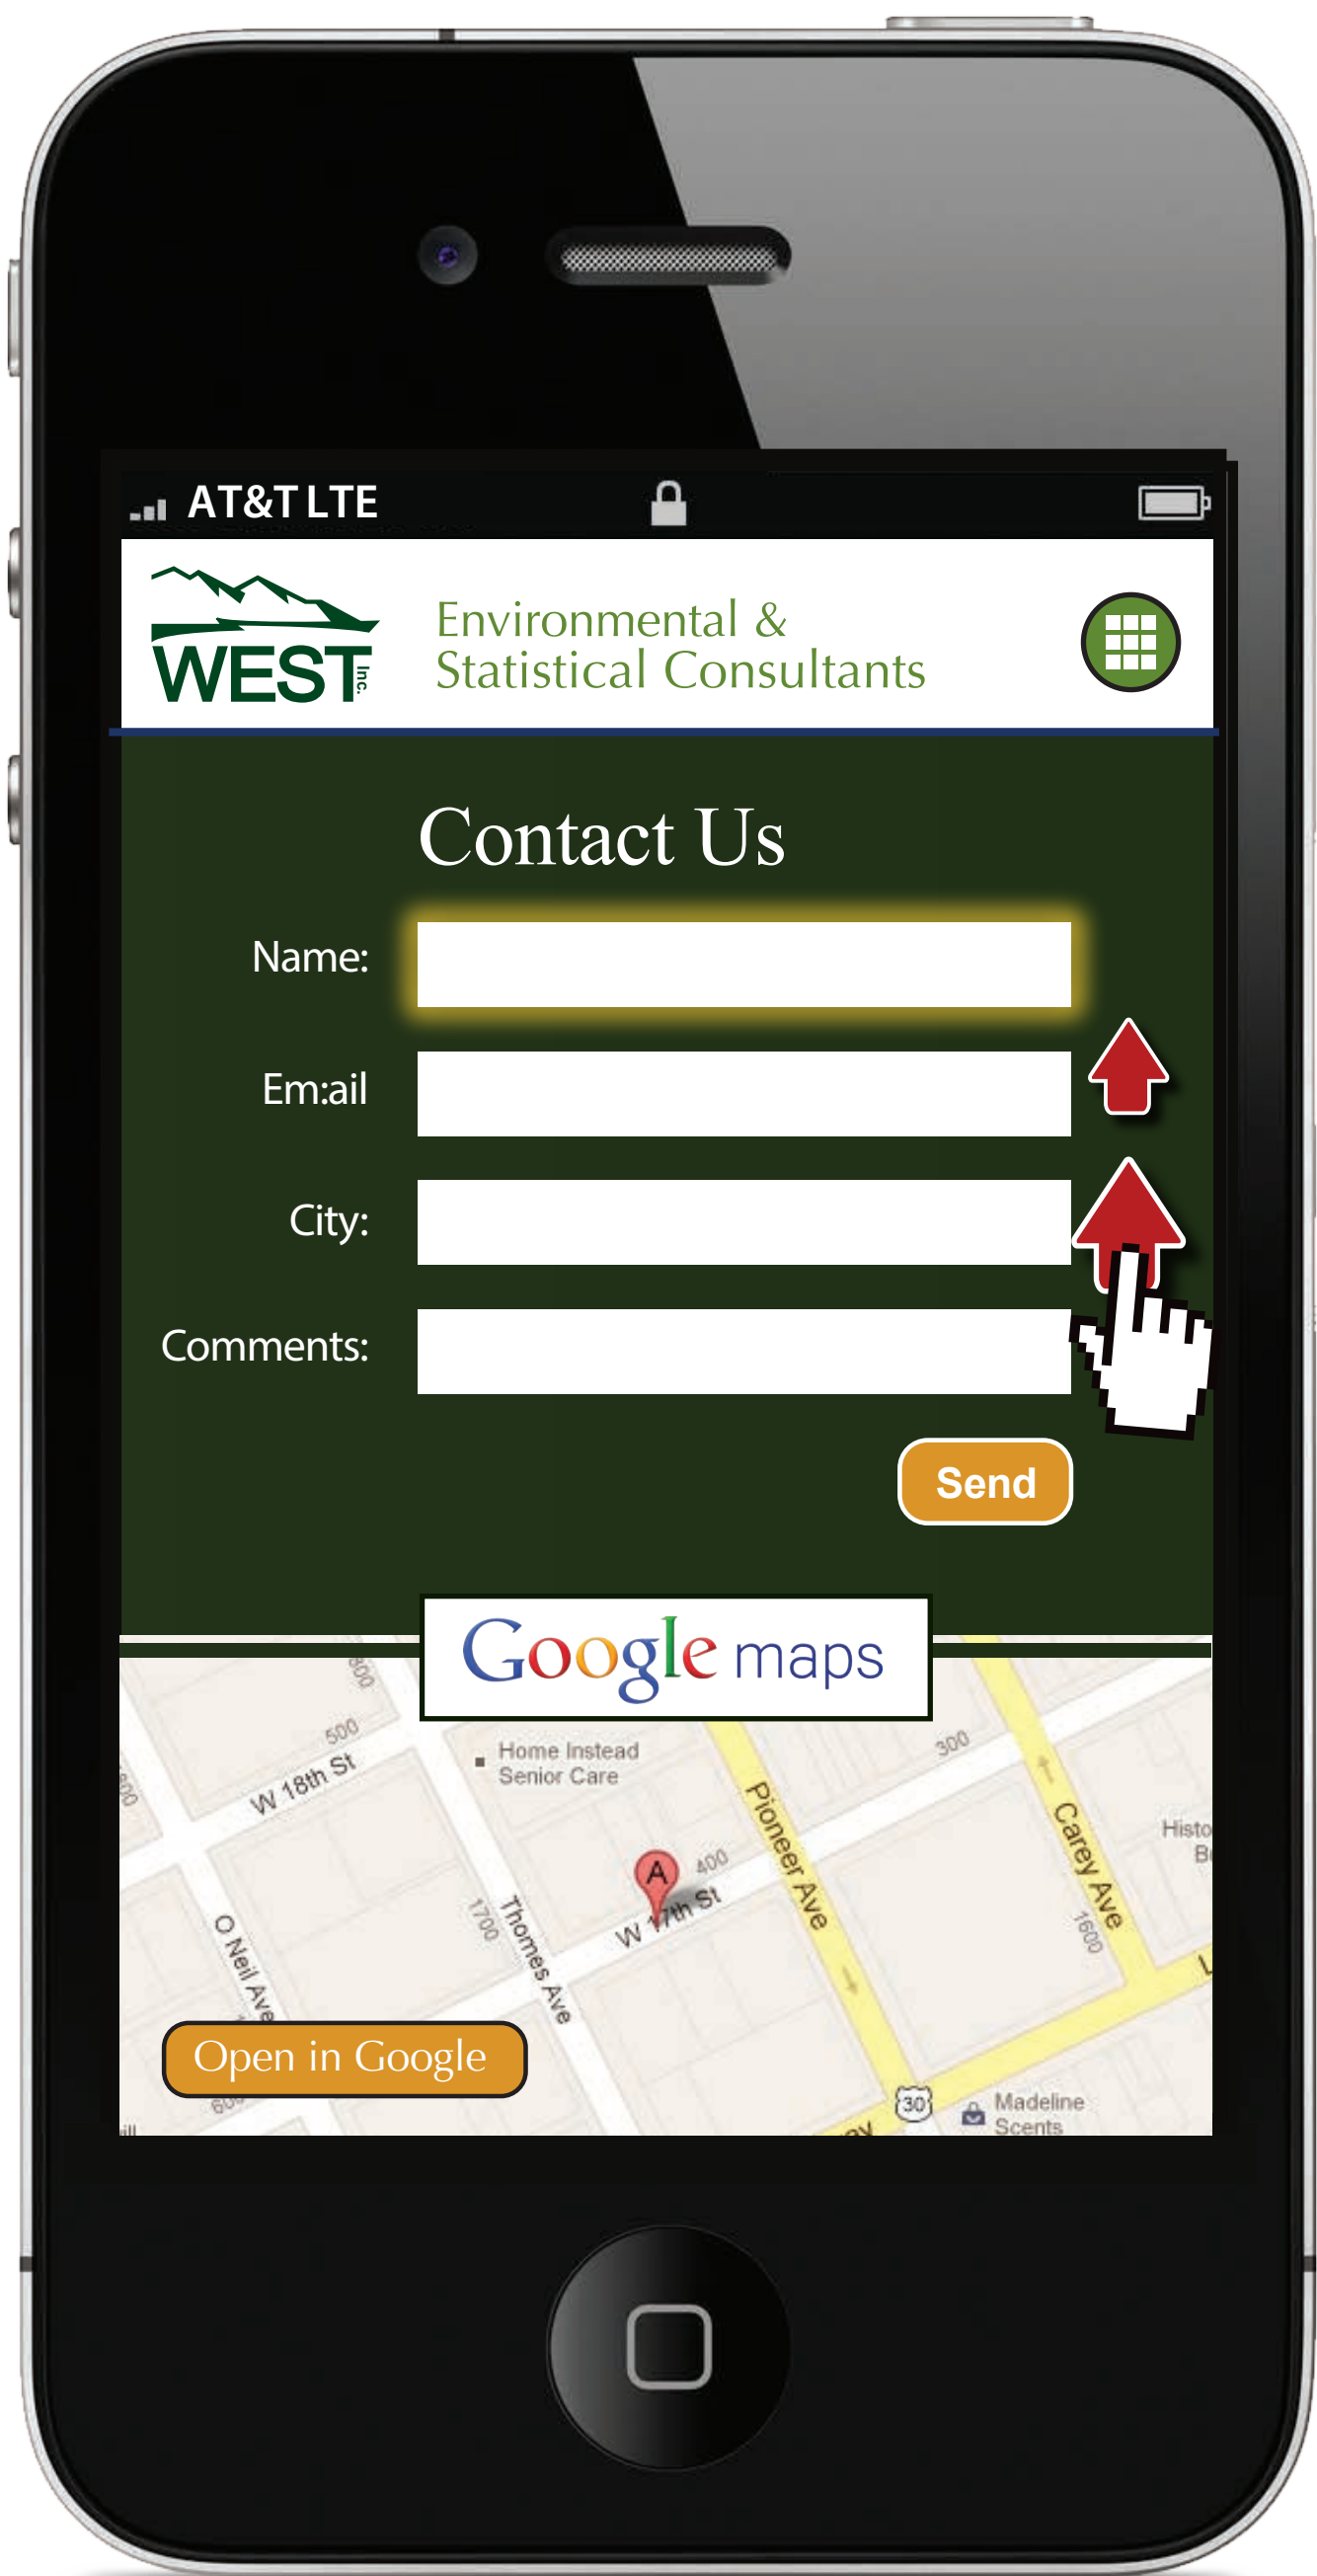 AT&T LTE
WEST Inc.
Environmental &
Statistical Consultants
Contact Us
Name:
Em:ail
City:
Comments:
Send
Google maps
800
500
W 18th St
Home Instead
Senior Care
300
Pioneer Ave
Carey Ave
Histo
A
400
W 17th St
1700
Thomes Ave
1600
O Neil Ave
Open in Google
30
Madeline
Scents